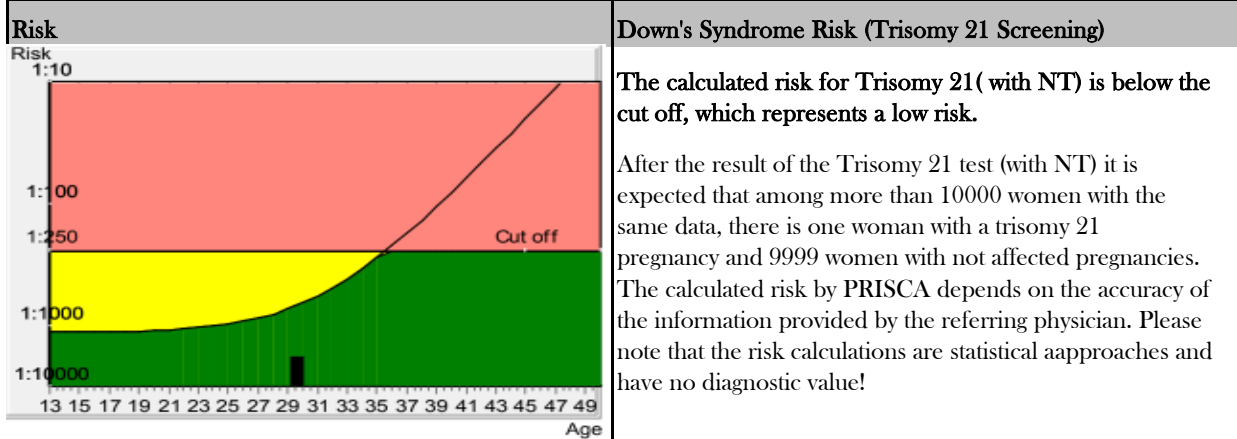 Risk
Risk
1:10
1:100
1:250
Cut off
1:1000
1:10000
13 15 17 19 21 23 25 27 29 31 33 35 37 39 41 43 45 47 49
Age
Down's Syndrome Risk (Trisomy 21 Screening)
The calculated risk for Trisomy 21( with NT) is below the
cut off, which represents a low risk.
After the result of the Trisomy 21 test (with NT) it is
expected that among more than 10000 women with the
same data, there is one woman with a trisomy 21
pregnancy and 9999 women with not affected pregnancies.
The calculated risk by PRISCA depends on the accuracy of
the information provided by the referring physician. Please
note that the risk calculations are statistical aapproaches and
have no diagnostic value!